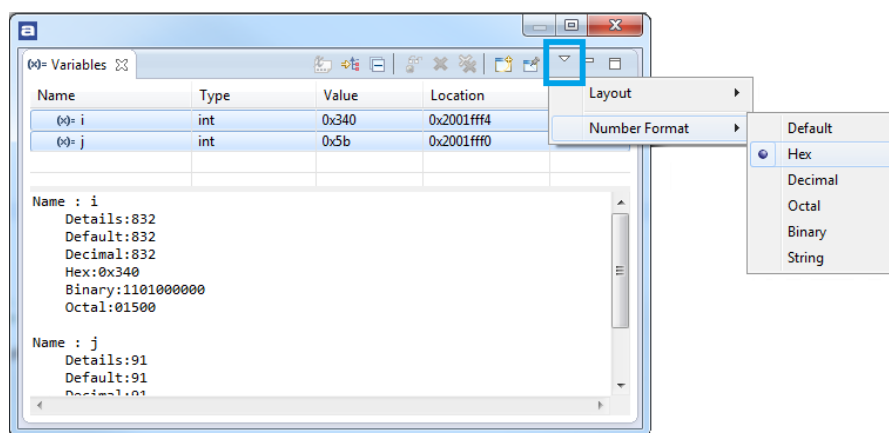 a
(x)= Variables
Name Type Value Location
(x)= i int 0x340 0x2001fff4
(x)= j int 0x5b 0x2001fff0
Layout
Number Format
Default
Hex
Decimal
Octal
Binary
String
Name : i
Details:832
Default:832
Decimal:832
Hex:0x340
Binary:1101000000
Octal:01500
Name : j
Details:91
Default:91
Decimal:91